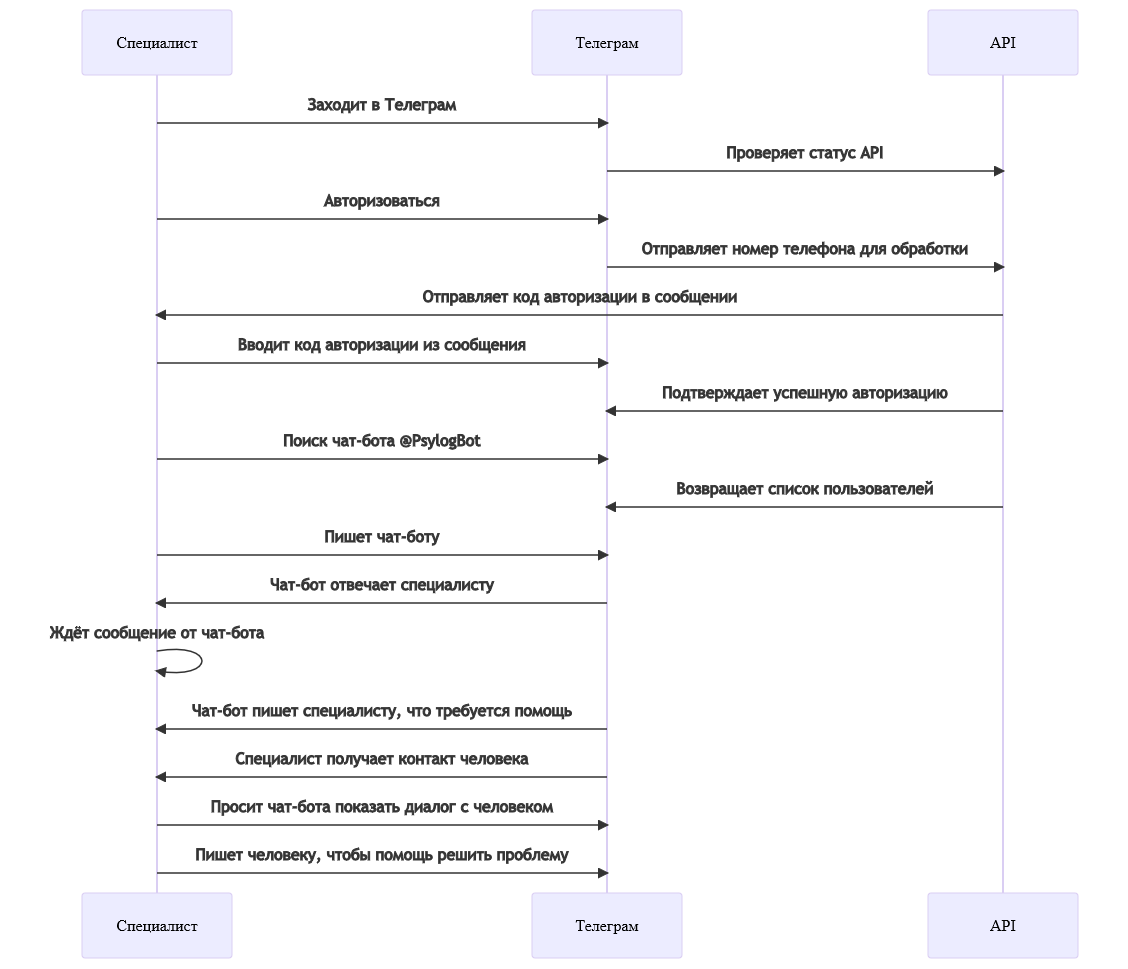 Специалист
Телеграм
API
Заходит в Телеграм
Проверяет статус API
Авторизоваться
Отправляет номер телефона для обработки
Отправляет код авторизации в сообщении
Вводит код авторизации из сообщения
Подтверждает успешную авторизацию
Поиск чат-бота @PsylogBot
Возвращает список пользователей
Пишет чат-боту
Чат-бот отвечает специалисту
Ждёт сообщение от чат-бота
Чат-бот пишет специалисту, что требуется помощь
Специалист получает контакт человека
Просит чат-бота показать диалог с человеком
Пишет человеку, чтобы помощь решить проблему
Специалист
Телеграм
API